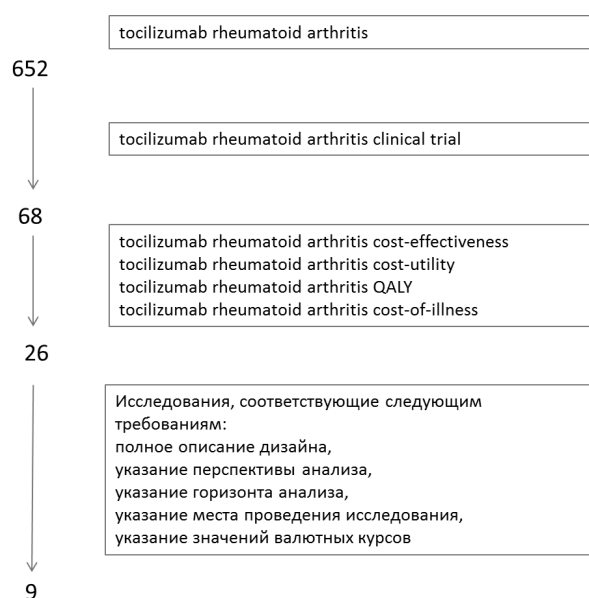 tocilizumab rheumatoid arthritis
652
tocilizumab rheumatoid arthritis clinical trial
68
tocilizumab rheumatoid arthritis cost-effectiveness
tocilizumab rheumatoid arthritis cost-utility
tocilizumab rheumatoid arthritis QALY
tocilizumab rheumatoid arthritis cost-of-illness
26
Исследования, соответствующие следующим
требованиям:
полное описание дизайна,
указание перспективы анализа,
указание горизонта анализа,
указание места проведения исследования,
указание значений валютных курсов
9